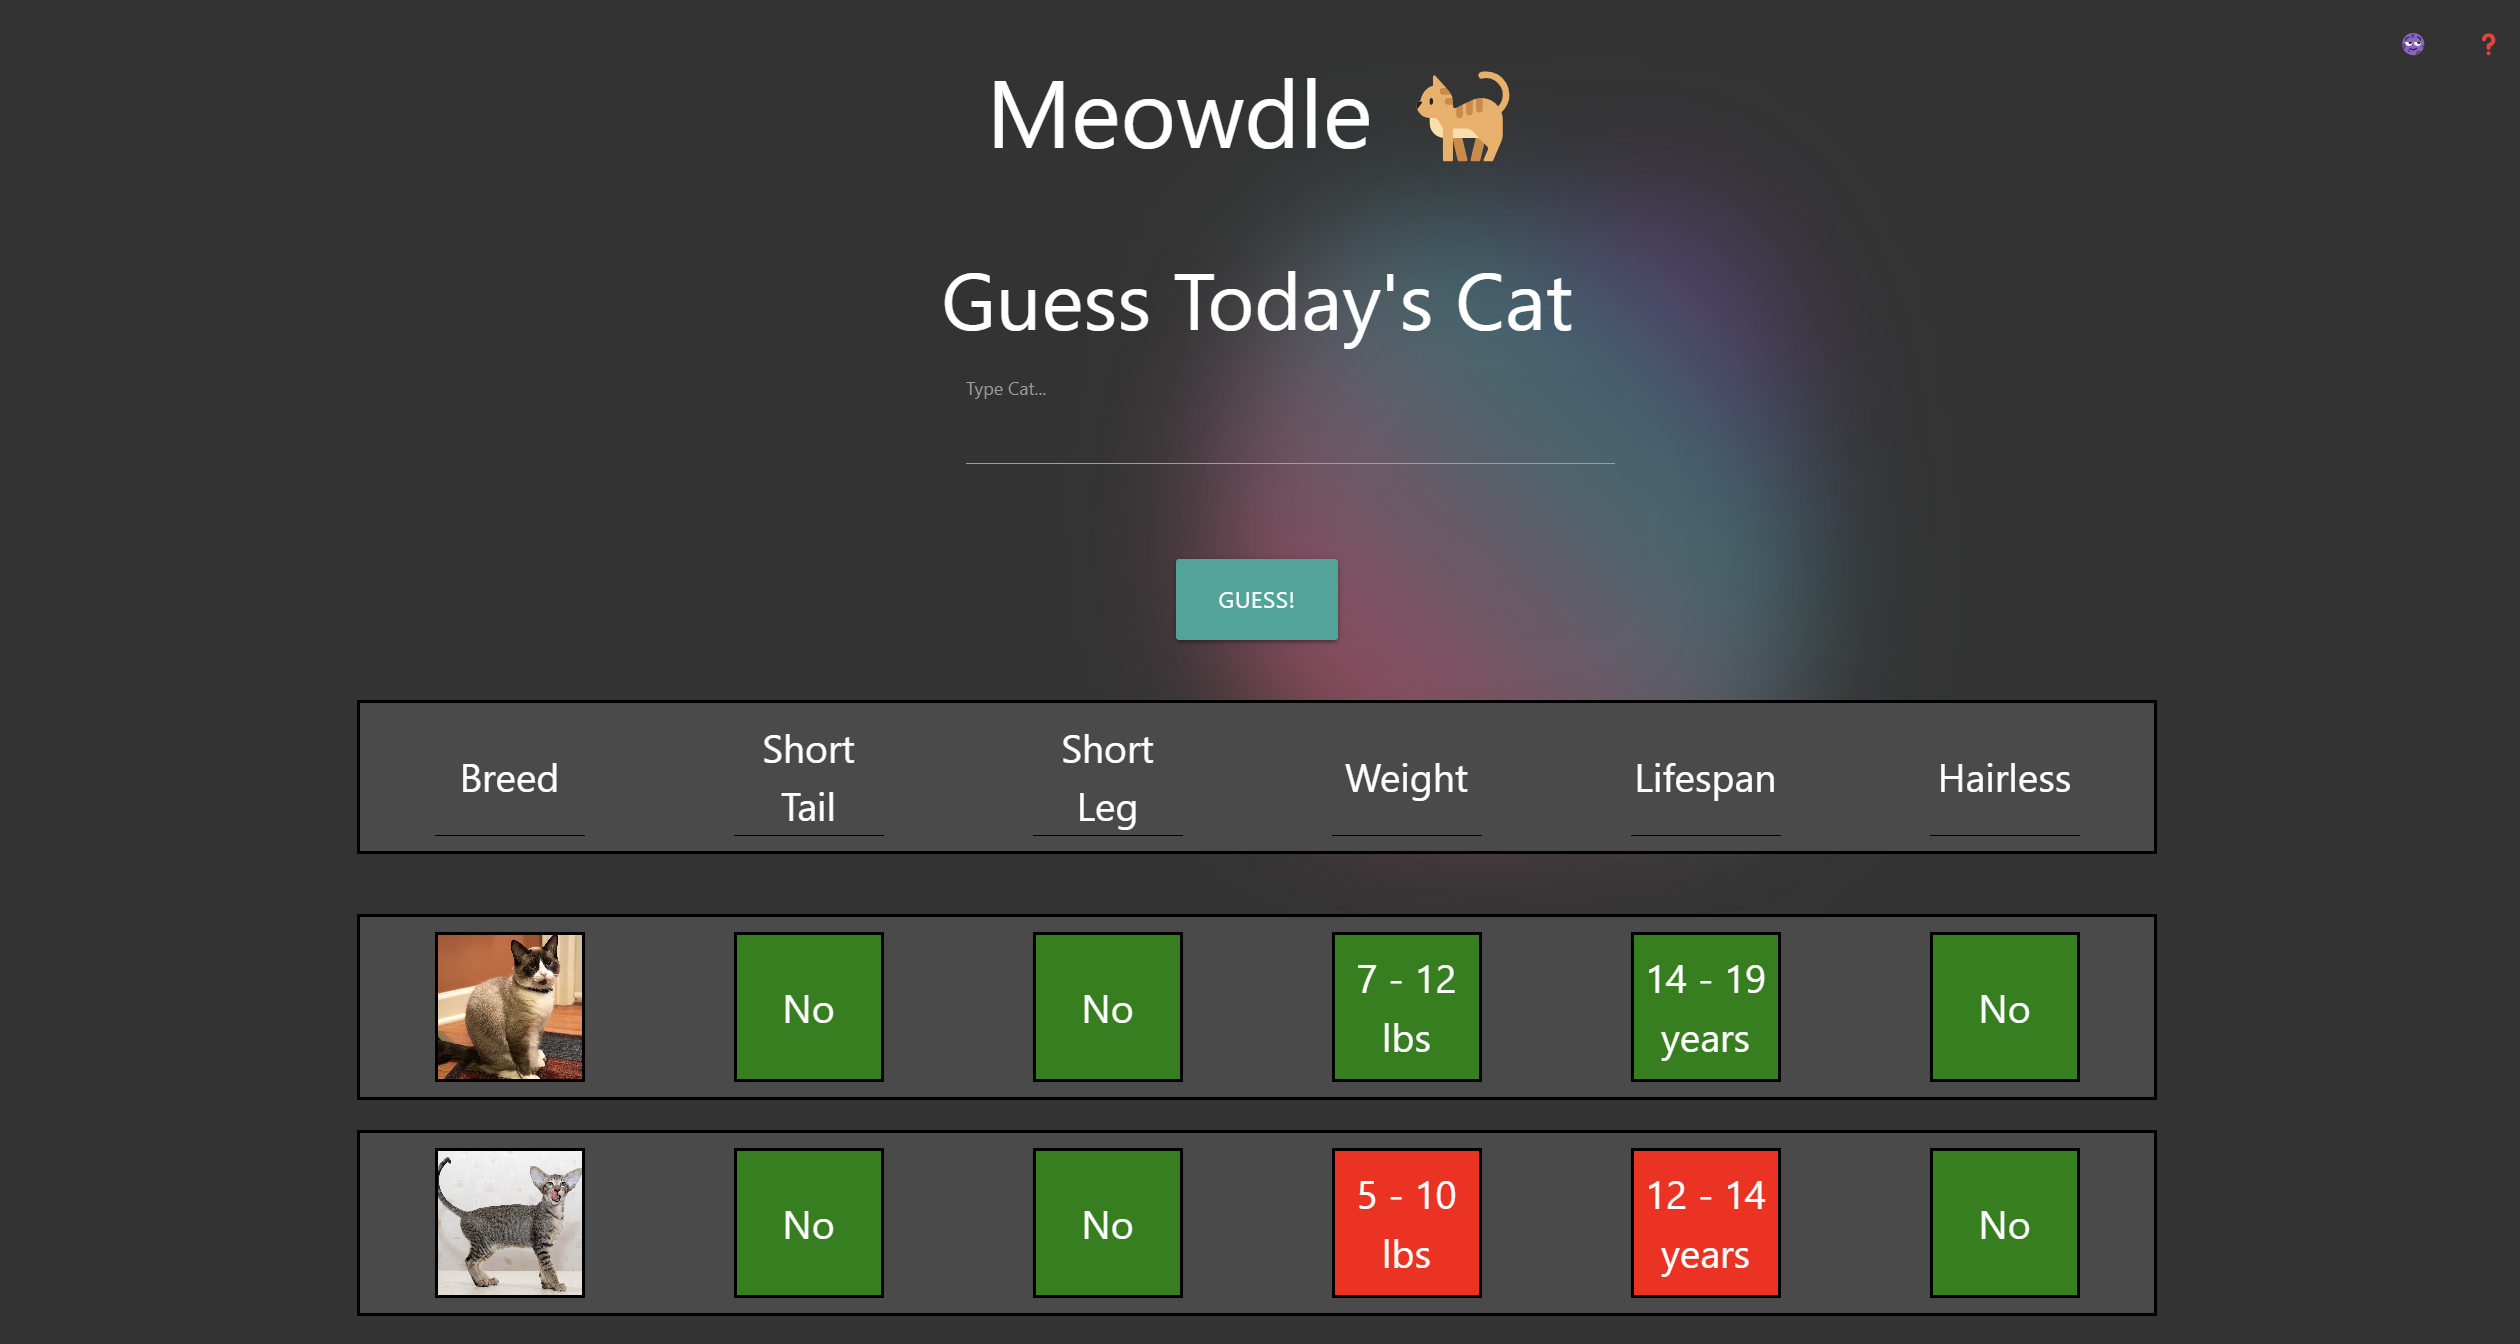 Meowdle
Guess Today's Cat
Type Cat...
GUESS!
Breed
Short
Tail
Short
Leg
Weight
Lifespan
Hairless
No
No
7 - 12
lbs
14 - 19
years
No
No
No
5 - 10
lbs
12 - 14
years
No